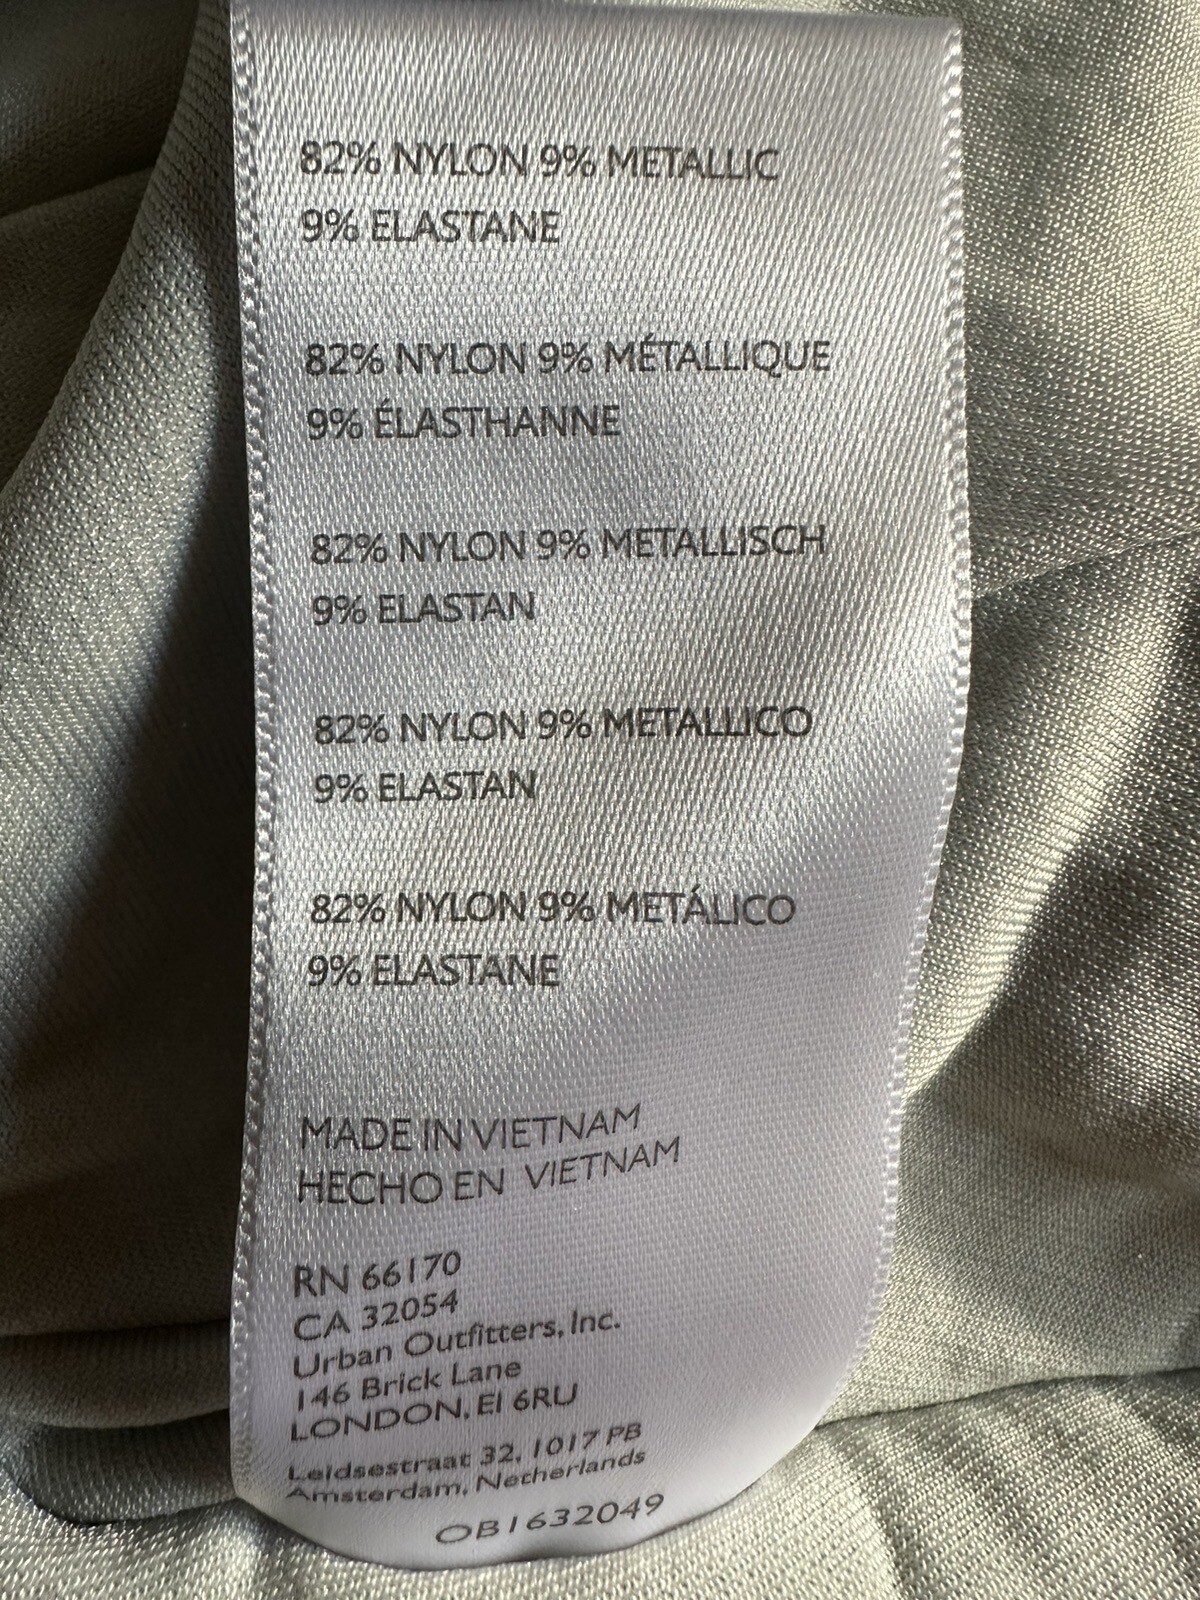 82% NYLON 9% METALLIC
9% ELASTANE
82% NYLON 9% MÉTALLIQUE
9% ÉLASTHANNE
82% NYLON 9% METALLISCH
9% ELASTAN
82% NYLON 9% METALLICO
9% ELASTAN
82% NYLON 9% METÁLICO
9% ELASTANE
MADE IN VIETNAM
HECHO EN VIETNAM
RN 66170
CA 32054
Urban Outfitters, Inc.
146 Brick Lane
LONDON, E1 6RU
Leidsestraat 32, 1017 PB
Amsterdam, Netherlands
OB1632049